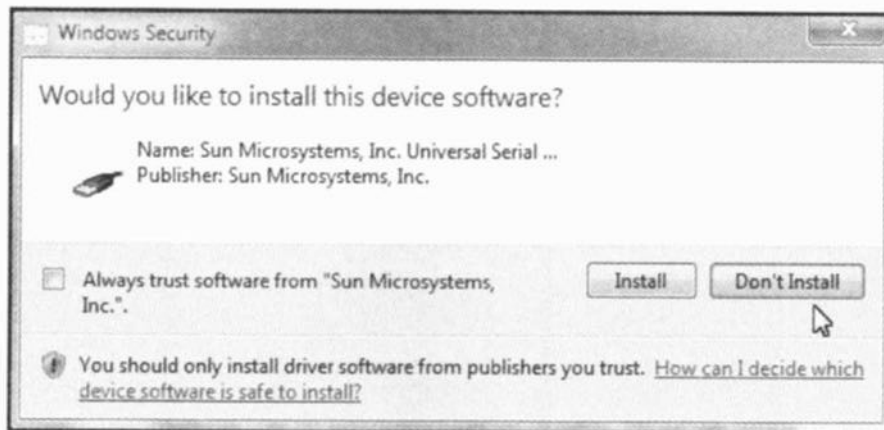 Windows Security
Would you like to install this device software?
Name: Sun Microsystems, Inc. Universal Serial ...
Publisher: Sun Microsystems, Inc.
Always trust software from "Sun Microsystems,
Inc.".
Install
Don't Install
You should only install driver software from publishers you trust. How can I decide which
device software is safe to install?